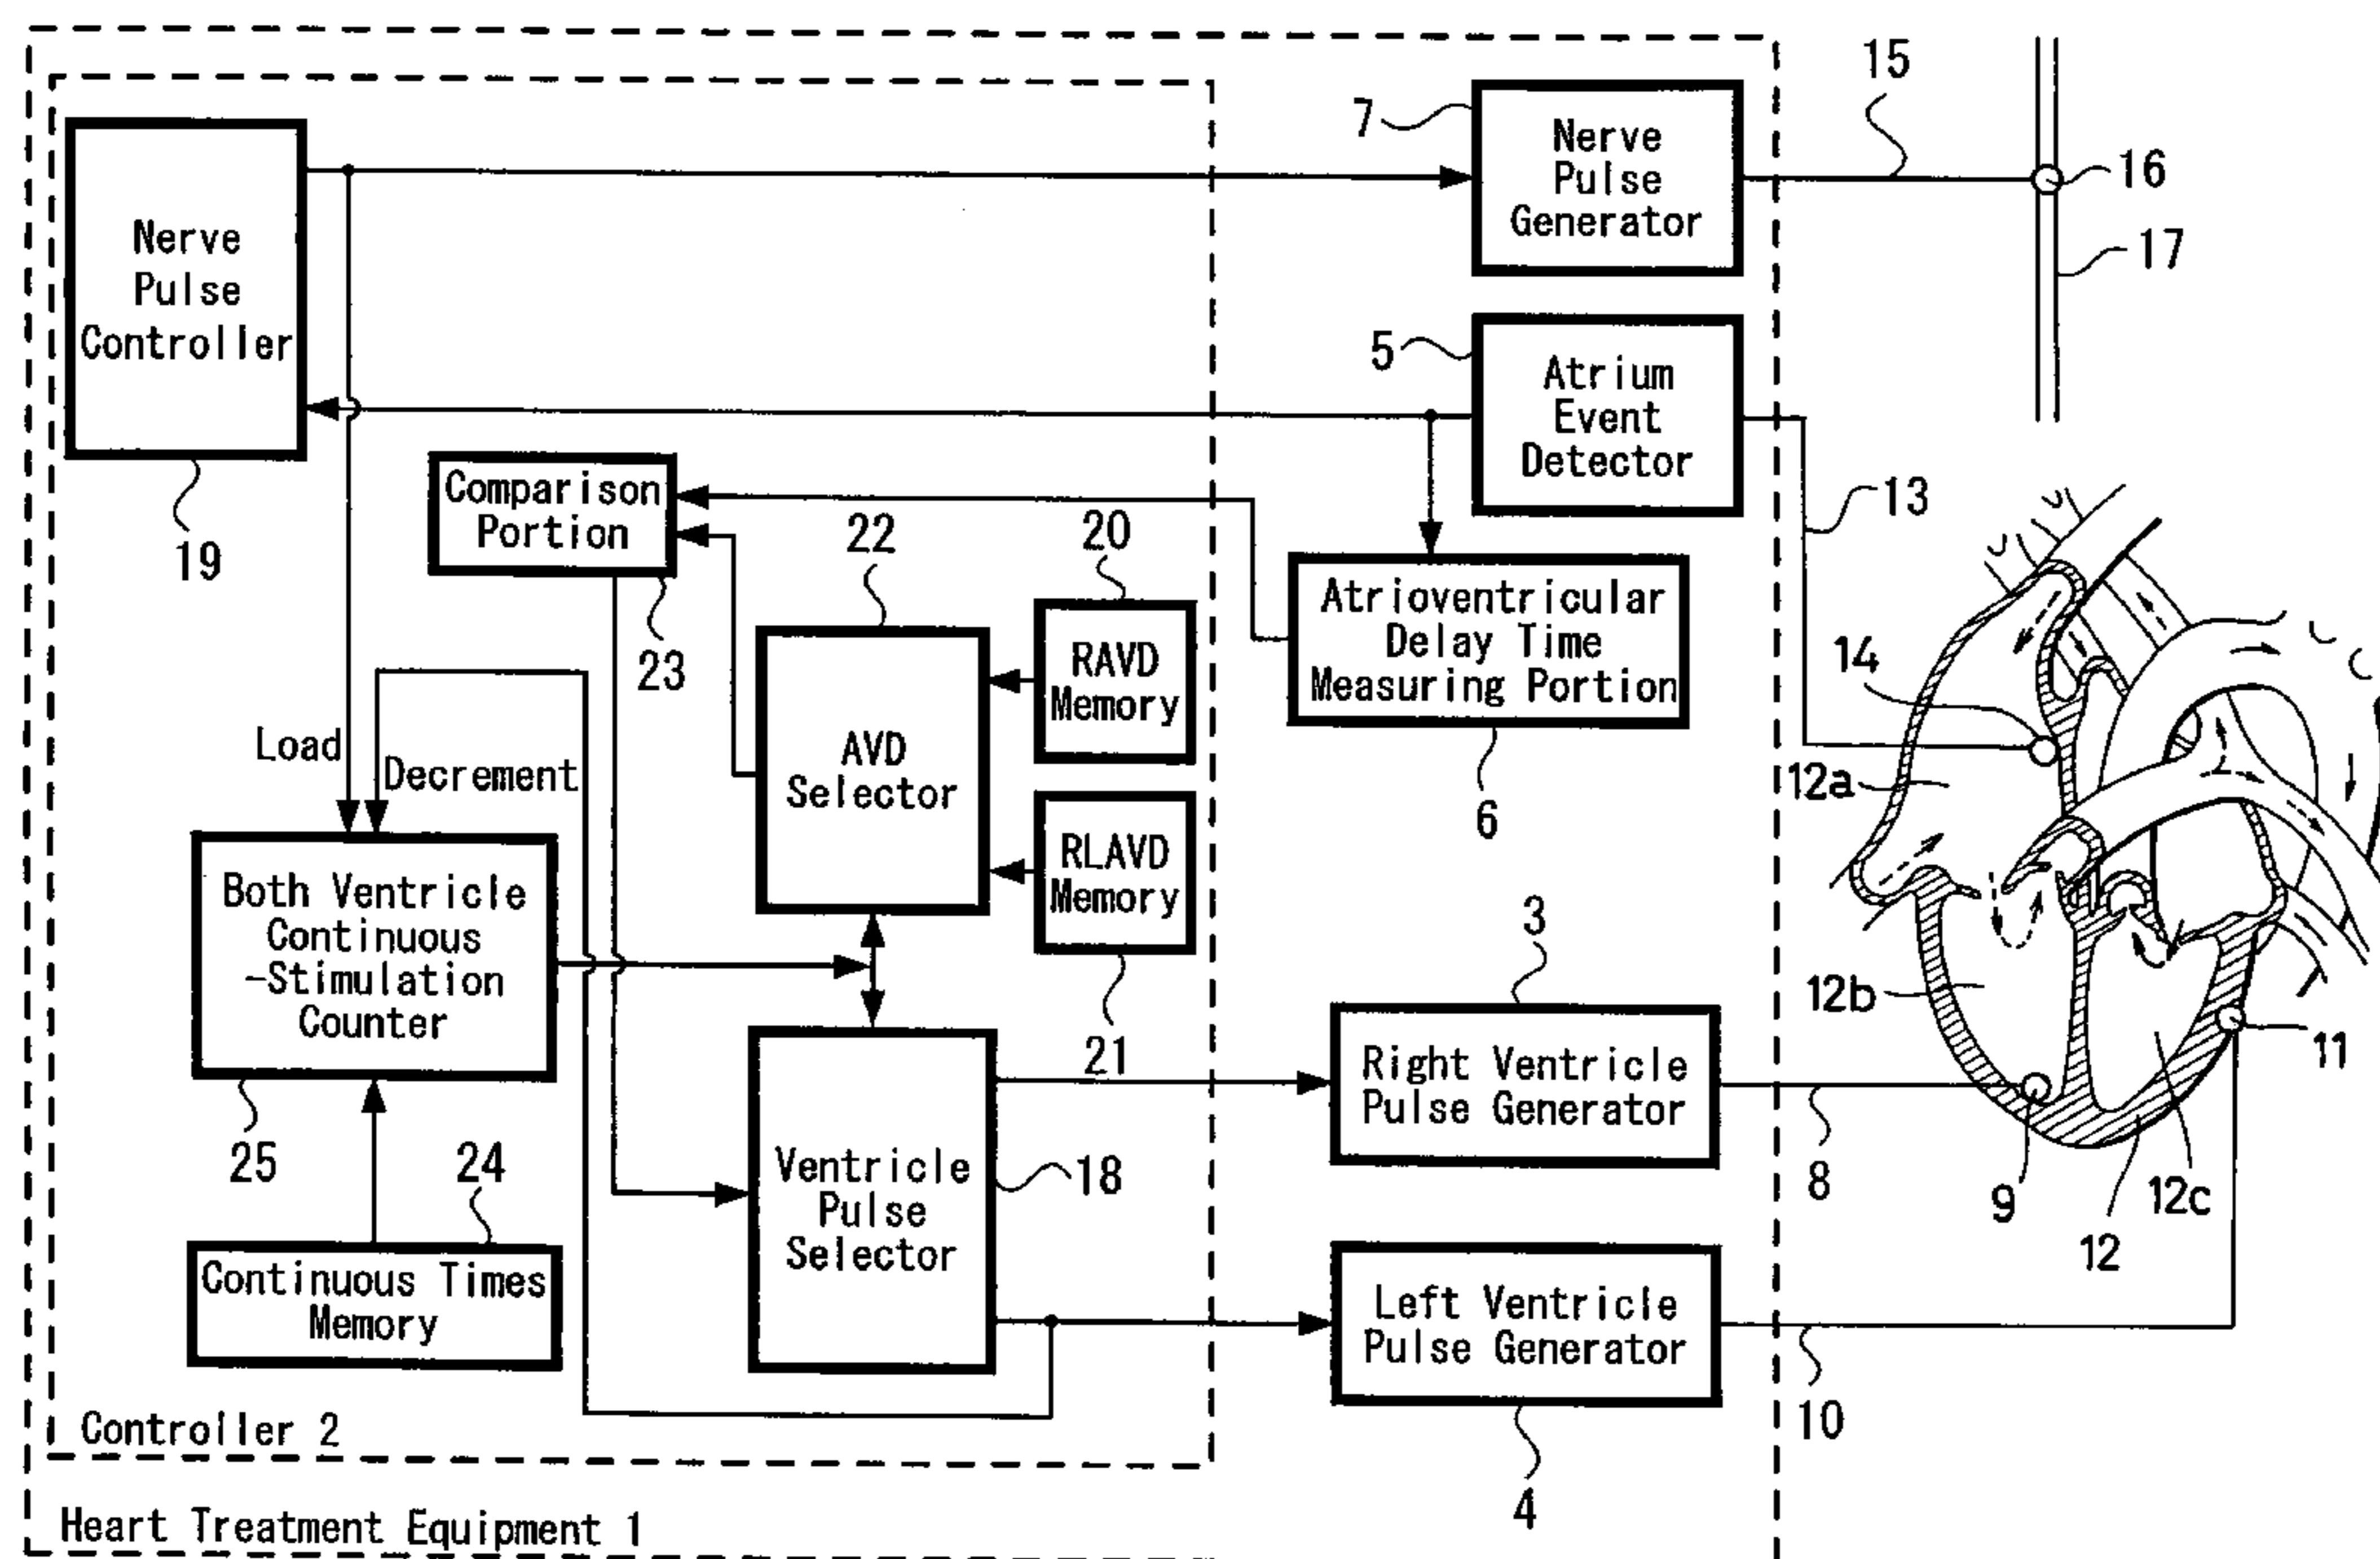 15
7
Nerve
Pulse
Generator
16
Nerve
Pulse
Controller
17
5
Atrium
Event
Detector
13
19
Comparison
Portion
22
20
23
Atrioventricular
Delay Time
Measuring Portion
14
RAVD
Memory
Load
Decrement
AVD
Selector
6
12a
RLAVD
Memory
Both Ventricle
Continuous
-Stimulation
Counter
3
12b
21
11
Right Ventricle
Pulse Generator
25
24
Ventricle
Pulse
Selector
18
8
9
12c
12
Continuous Times
Memory
Left Ventricle
Pulse Generator
10
Controller 2
4
Heart Treatment Equipment 1